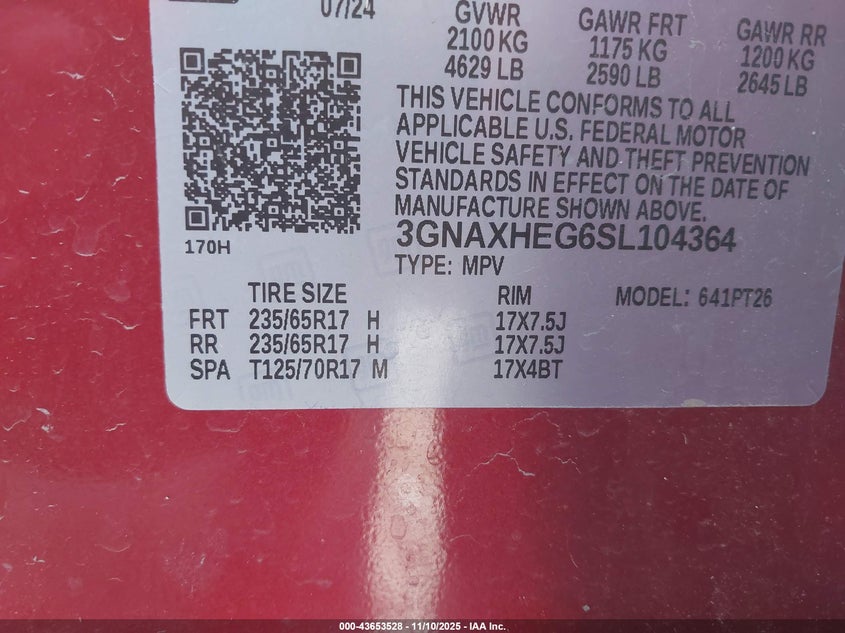 07/24 GVWR GAWR FRT GAWR RR
2100 KG 1175 KG 1200 KG
4629 LB 2590 LB 2645 LB
THIS VEHICLE CONFORMS TO ALL
APPLICABLE U.S. FEDERAL MOTOR
VEHICLE SAFETY AND THEFT PREVENTION
STANDARDS IN EFFECT ON THE DATE OF
MANUFACTURE SHOWN ABOVE.
170H 3GNAXHEG6SL104364
TYPE: MPV
TIRE SIZE RIM MODEL: 641PT26
FRT 235/65R17 H 17X7.5J
RR 235/65R17 H 17X7.5J
SPA T125/70R17 M 17X4BT
000-43653528 - 11/10/2025 - IAA Inc.